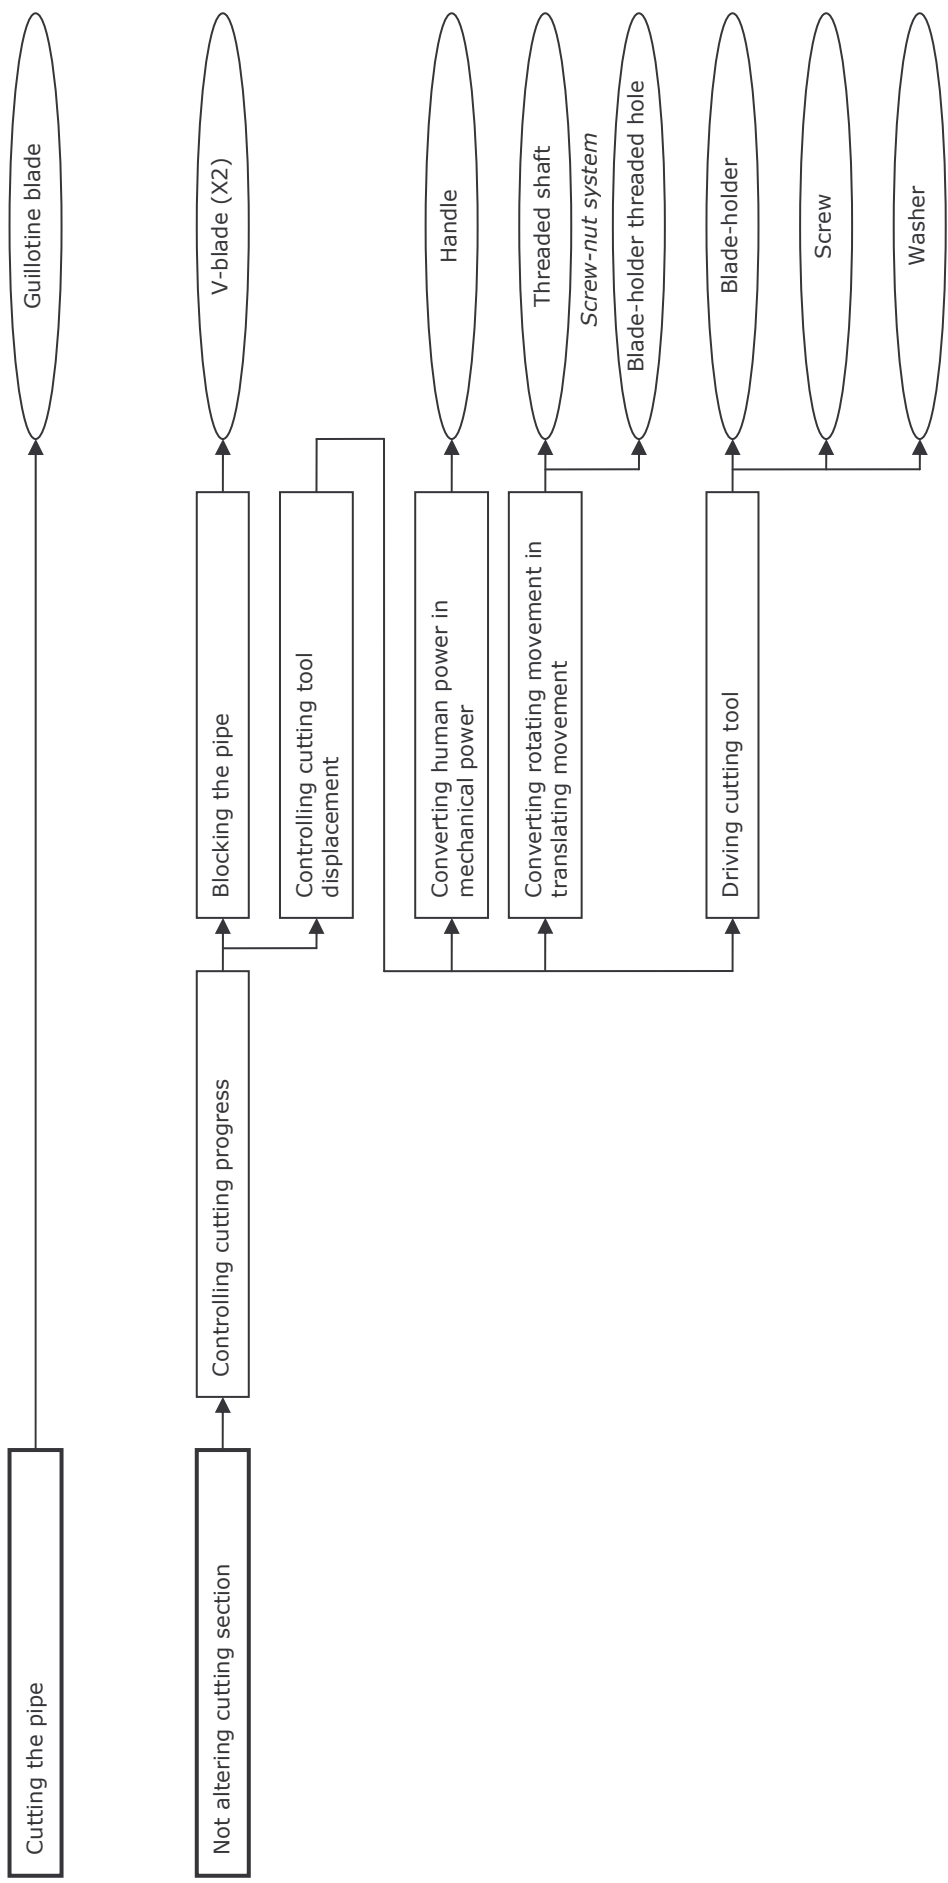 Cutting the pipe
Guillotine blade
Not altering cutting section
Controlling cutting progress
Blocking the pipe
V-blade (X2)
Controlling cutting tool
displacement
Converting human power in
mechanical power
Handle
Converting rotating movement in
translating movement
Threaded shaft
Screw-nut system
Blade-holder threaded hole
Driving cutting tool
Blade-holder
Screw
Washer